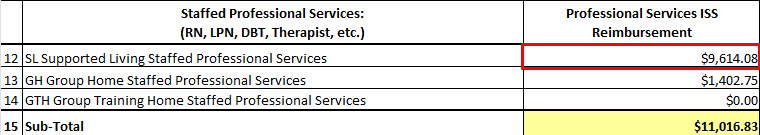 Staffed Professional Services:
(RN, LPN, DBT, Therapist, etc.)
Professional Services ISS
Reimbursement
12 SL Supported Living Staffed Professional Services $9,614.08
13 GH Group Home Staffed Professional Services $1,402.75
14 GTH Group Training Home Staffed Professional Services $0.00
15 Sub-Total $11,016.83